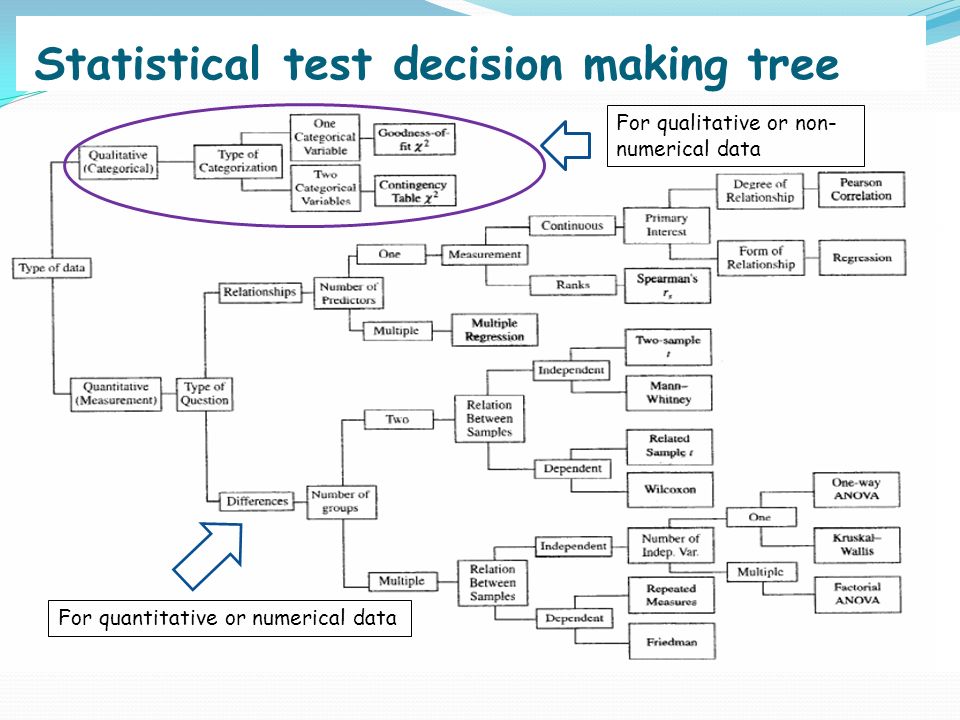 Statistical test decision making tree
For qualitative or non-
numerical data
One
Categorical
Variable
Goodness-of-
fit χ²
Qualitative
(Categorical)
Type of
Categorization
Two
Categorical
Variables
Contingency
Table χ²
Degree of
Relationship
Pearson
Correlation
Continuous
Primary
Interest
One
Measurement
Form of
Relationship
Regression
Type of data
Relationships
Number of
Predictors
Ranks
Spearman's
rs
Multiple
Multiple
Regression
Two-sample
t
Independent
Quantitative
(Measurement)
Type of
Question
Mann–
Whitney
Two
Relation
Between
Samples
Related
Sample t
Dependent
Wilcoxon
One-way
ANOVA
Differences
Number of
groups
One
Independent
Number of
Indep. Var.
Kruskal-
Wallis
Multiple
Relation
Between
Samples
Multiple
Repeated
Measures
Factorial
ANOVA
Dependent
Friedman
For quantitative or numerical data